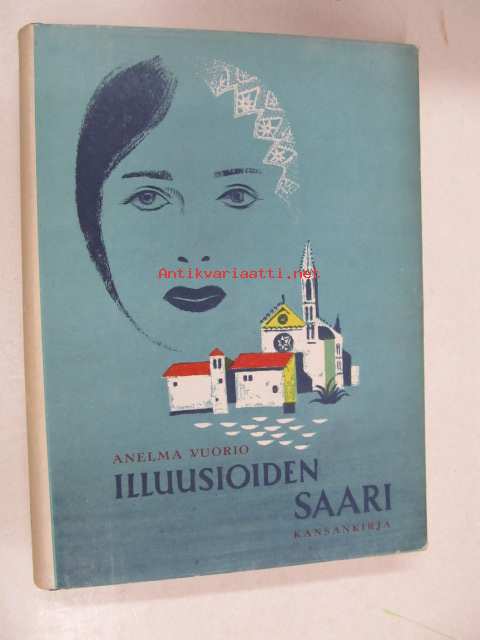 Antikvariaatti.net
ANELMA VUORIO
ILLUUSIOIDEN
SAARI
KANSANKIRJA